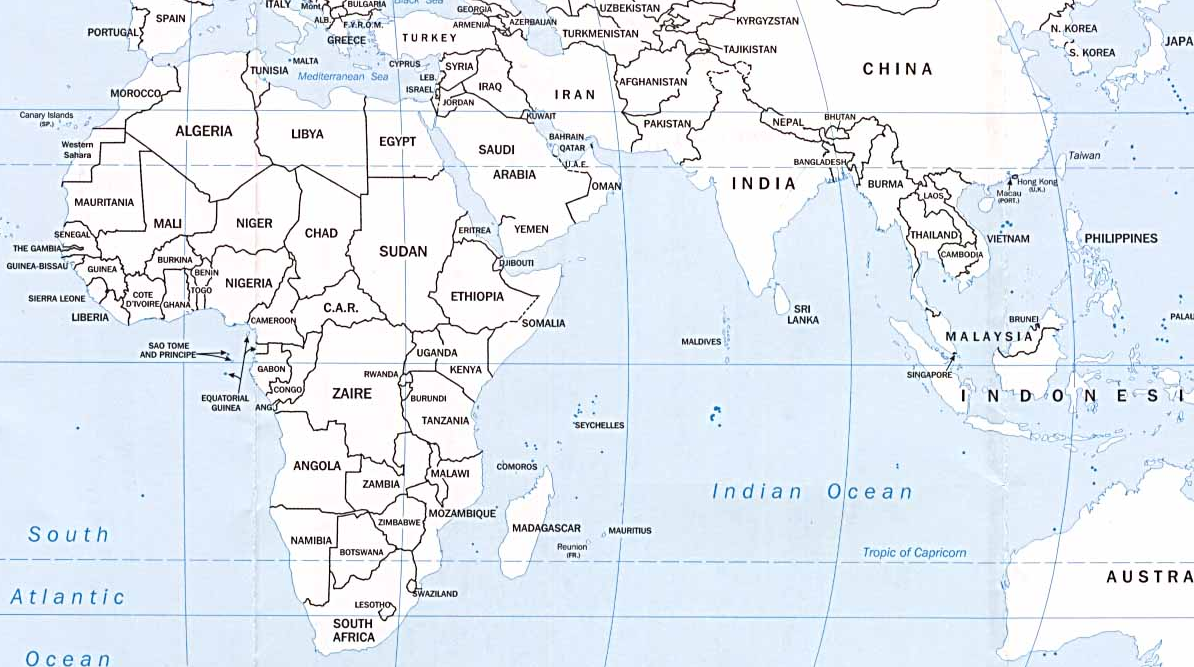 SPAIN
PORTUGAL
ITALY
Mont.
BULGARIA
ALB.
F.Y.R.O.M.
GREECE
Black Sea
GEORGIA
ARMENIA
AZERBAIJAN
TURKEY
UZBEKISTAN
TURKMENISTAN
KYRGYZSTAN
TAJIKISTAN
CHINA
N. KOREA
S. KOREA
JAPA
MALTA
Mediterranean Sea
CYPRUS
LEB.
ISRAEL
SYRIA
IRAQ
JORDAN
IRAN
AFGHANISTAN
TUNISIA
MOROCCO
Canary Islands
(SP.)
Western
Sahara
ALGERIA
LIBYA
EGYPT
KUWAIT
BAHRAIN
QATAR
U.A.E.
SAUDI
ARABIA
OMAN
YEMEN
PAKISTAN
NEPAL
BHUTAN
BANGLADESH
INDIA
BURMA
LAOS
THAILAND
CAMBODIA
VIETNAM
Taiwan
Hong Kong
(U.K.)
Macau
(PORT.)
PHILIPPINES
MAURITANIA
MALI
NIGER
CHAD
SUDAN
ERITREA
DJIBOUTI
ETHIOPIA
SOMALIA
SENEGAL
THE GAMBIA
GUINEA-BISSAU
GUINEA
SIERRA LEONE
LIBERIA
COTE
D'IVOIRE
BURKINA
GHANA
TOGO
BENIN
NIGERIA
CAMEROON
C.A.R.
SAO TOME
AND PRINCIPE
EQUATORIAL
GUINEA
GABON
CONGO
ANG.
ZAIRE
UGANDA
KENYA
RWANDA
BURUNDI
TANZANIA
SRI
LANKA
MALDIVES
SEYCHELLES
BRUNEI
MALAYSIA
SINGAPORE
PALAU
INDONESI
ANGOLA
ZAMBIA
MALAWI
MOZAMBIQUE
COMOROS
MADAGASCAR
MAURITIUS
Reunion
(FR.)
Indian Ocean
Tropic of Capricorn
NAMIBIA
ZIMBABWE
BOTSWANA
SWAZILAND
LESOTHO
SOUTH
AFRICA
AUSTRA
South
Atlantic
Ocean